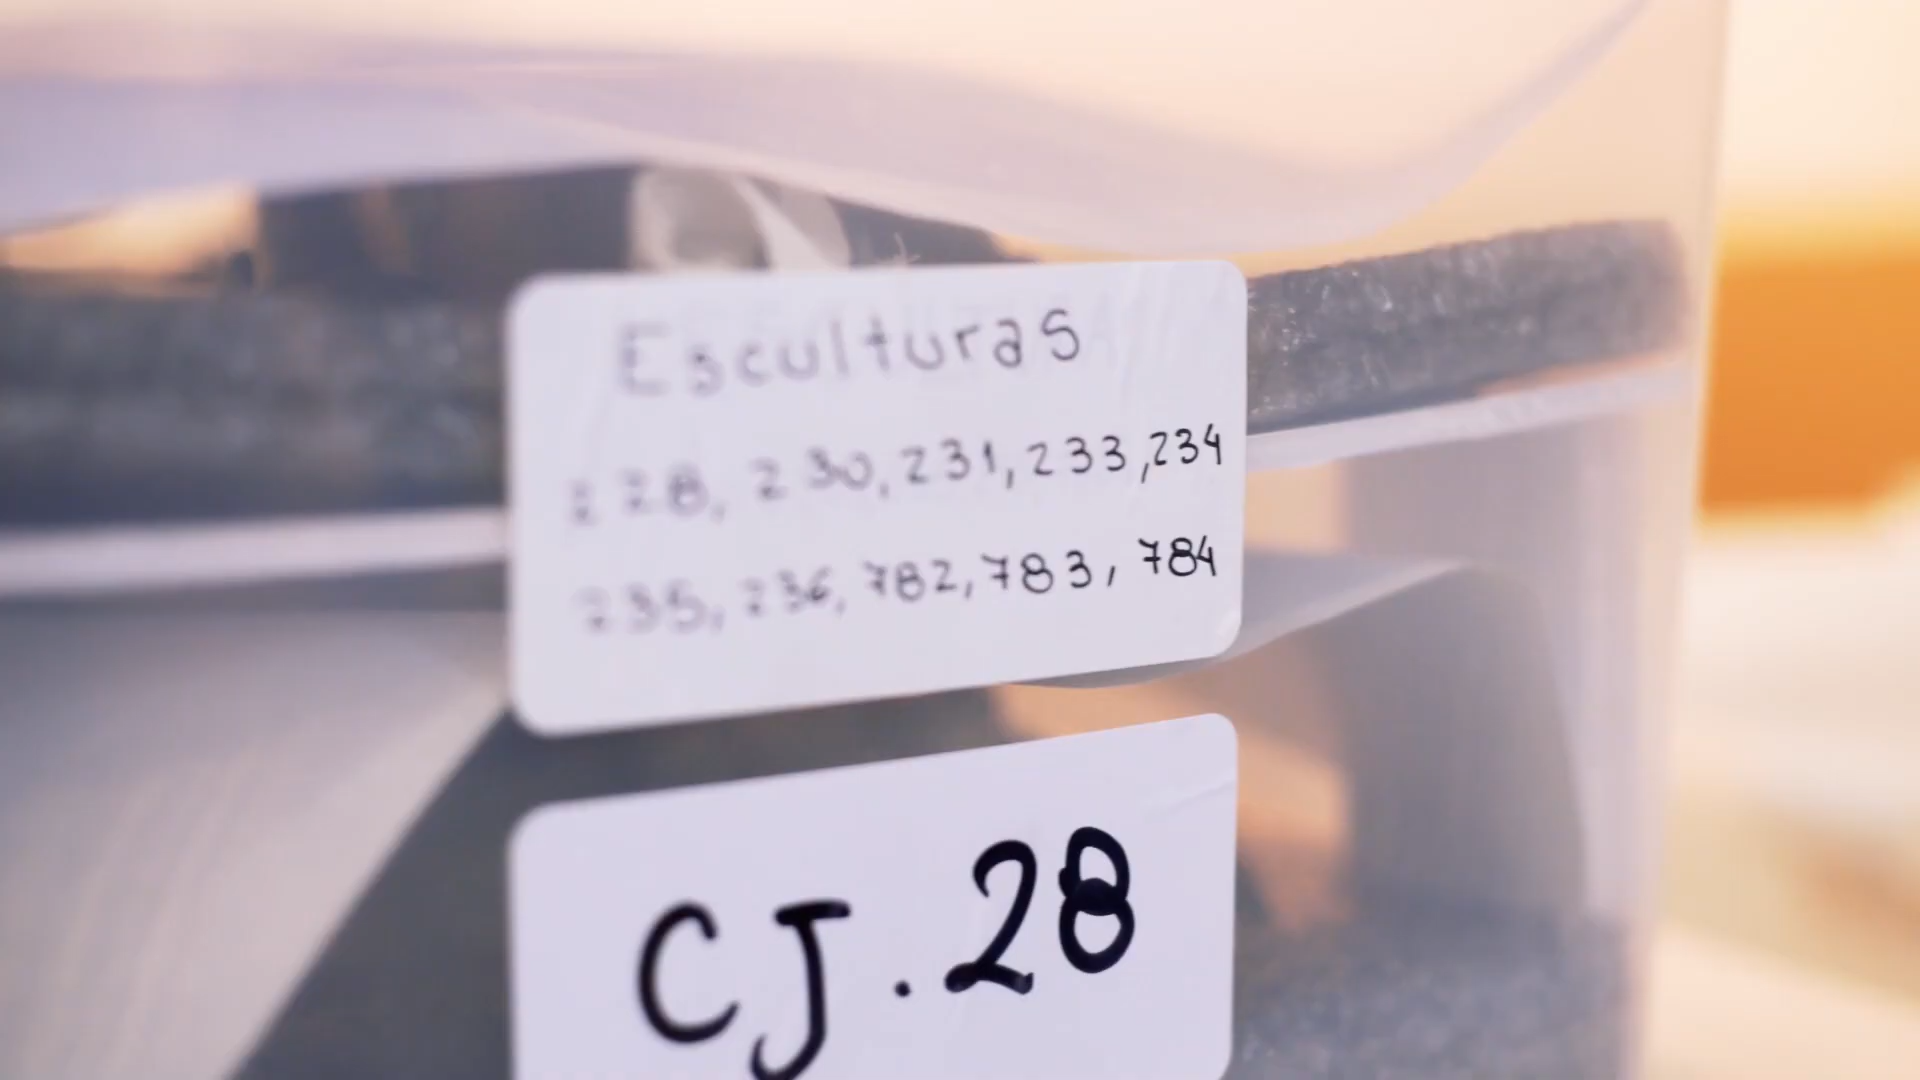 Esculturas
228, 230, 231, 233, 234
235, 236, 782, 783, 784
CJ. 28